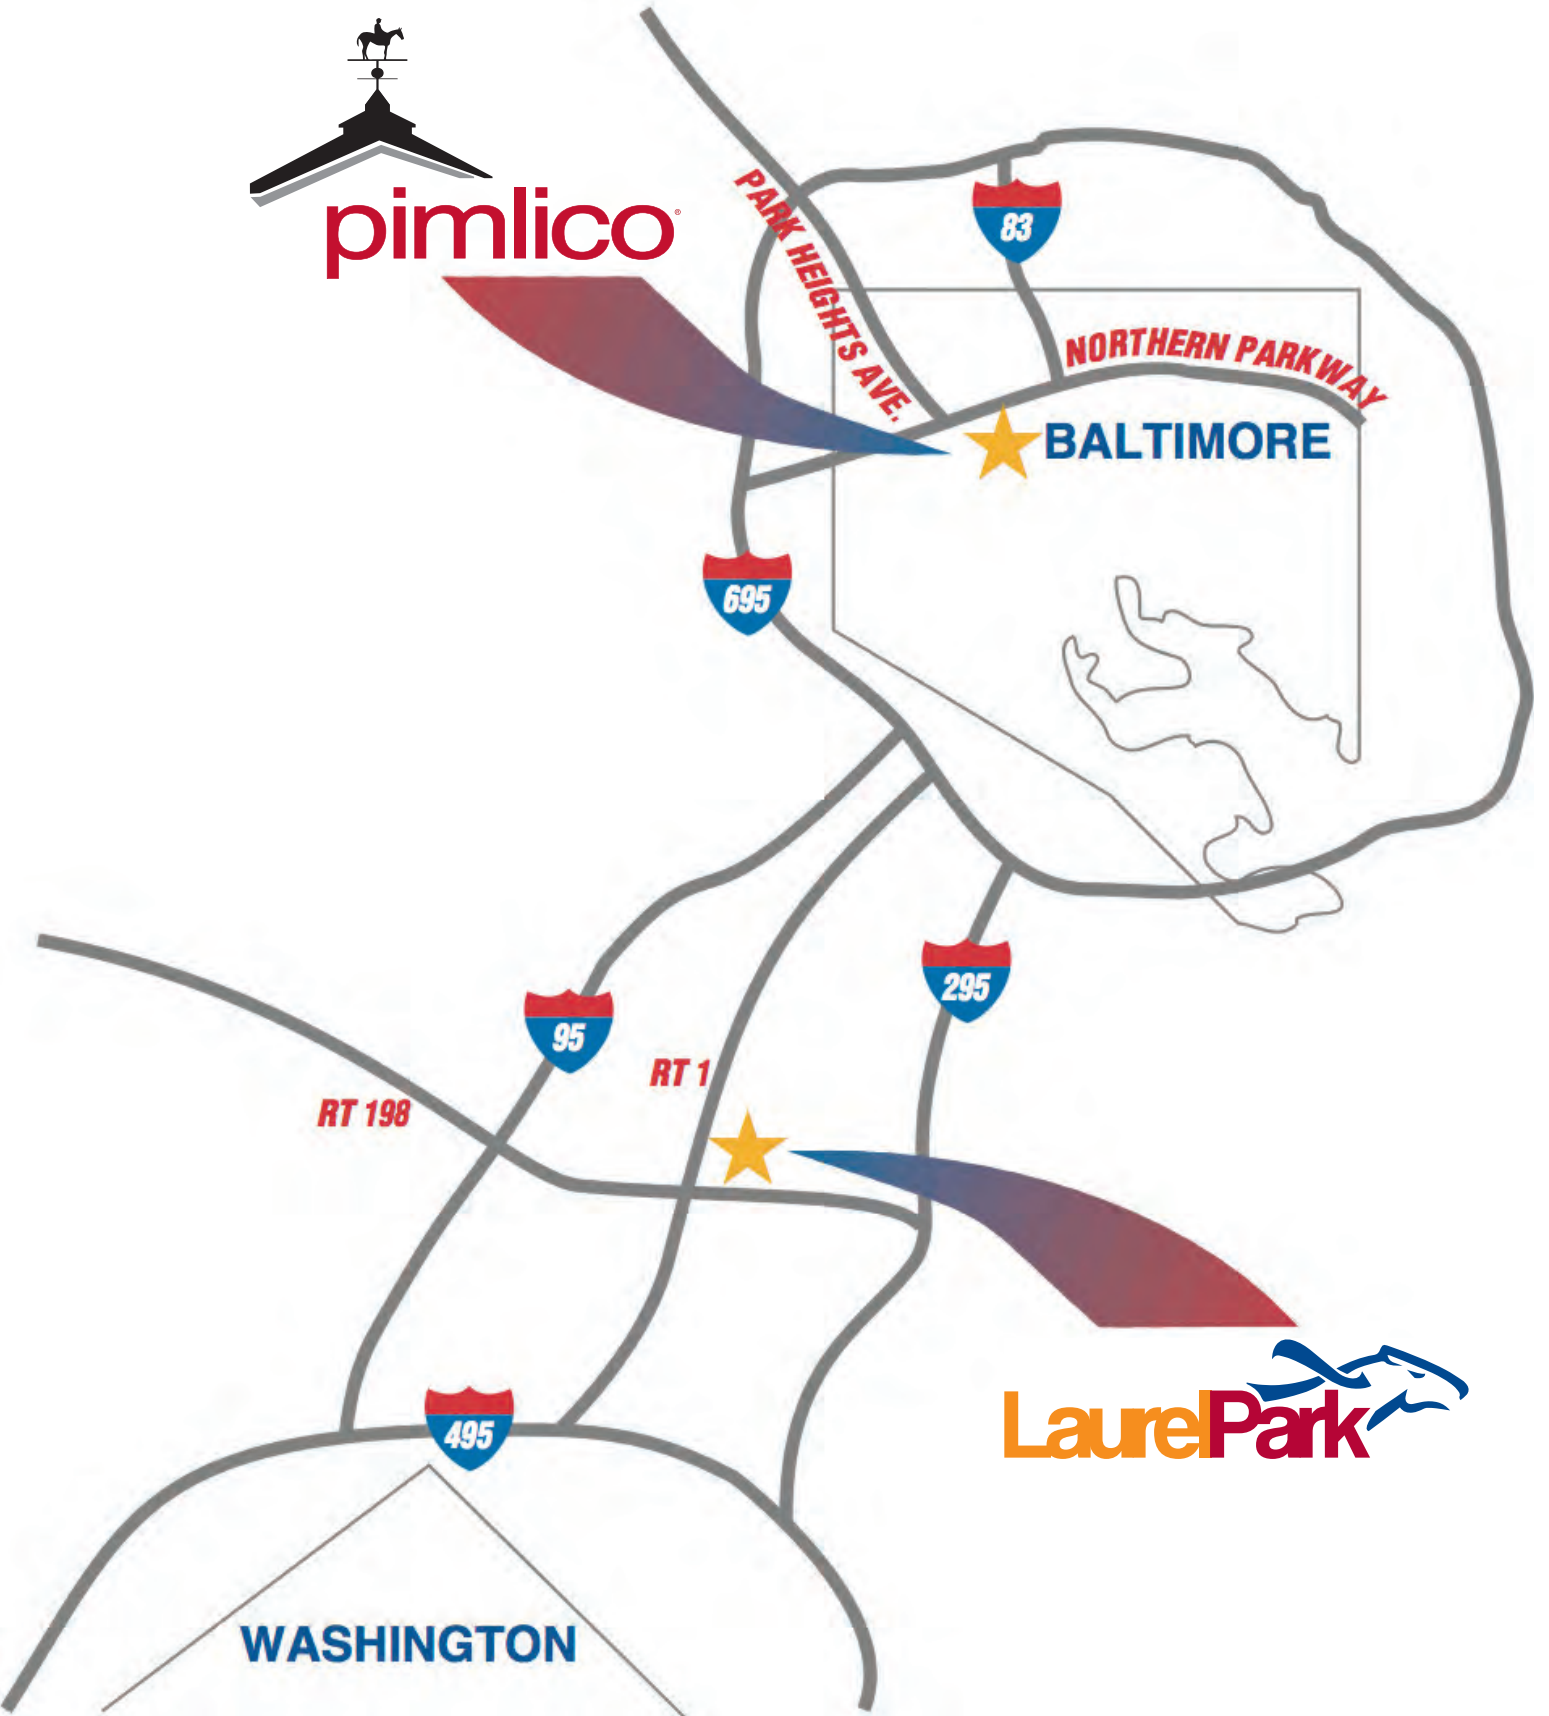 pimlico
PARK HEIGHTS AVE.
83
NORTHERN PARKWAY
BALTIMORE
695
295
95
RT 1
RT 198
LaurelPark
495
WASHINGTON